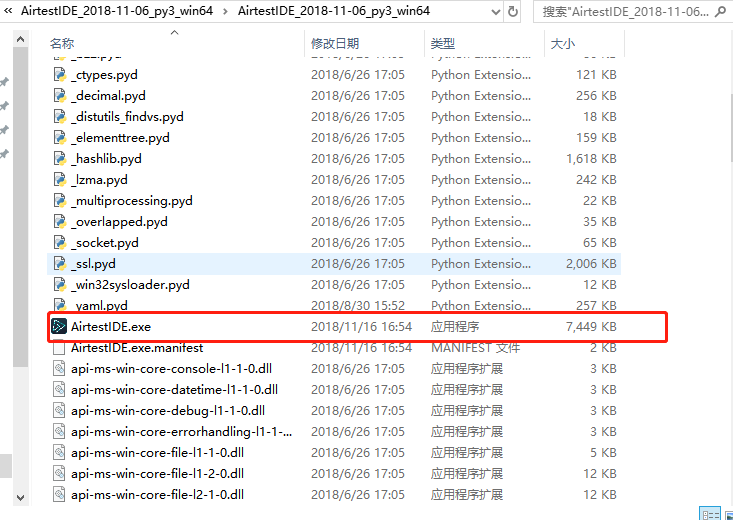 « AirtestIDE_2018-11-06_py3_win64 > AirtestIDE_2018-11-06_py3_win64 搜索"AirtestIDE_2018-11-06...
名称 修改日期 类型 大小
_ctypes.pyd 2018/6/26 17:05 Python Extensio... 121 KB
_decimal.pyd 2018/6/26 17:05 Python Extensio... 256 KB
_distutils_findvs.pyd 2018/6/26 17:05 Python Extensio... 18 KB
_elementtree.pyd 2018/6/26 17:05 Python Extensio... 159 KB
_hashlib.pyd 2018/6/26 17:05 Python Extensio... 1,618 KB
_lzma.pyd 2018/6/26 17:05 Python Extensio... 242 KB
_multiprocessing.pyd 2018/6/26 17:05 Python Extensio... 22 KB
_overlapped.pyd 2018/6/26 17:05 Python Extensio... 35 KB
_socket.pyd 2018/6/26 17:05 Python Extensio... 65 KB
_ssl.pyd 2018/6/26 17:05 Python Extensio... 2,006 KB
_win32sysloader.pyd 2018/6/26 17:05 Python Extensio... 12 KB
_yaml.pyd 2018/8/30 15:52 Python Extensio... 257 KB
AirtestIDE.exe 2018/11/16 16:54 应用程序 7,449 KB
AirtestIDE.exe.manifest 2018/11/16 16:54 MANIFEST 文件 2 KB
api-ms-win-core-console-l1-1-0.dll 2018/6/26 17:05 应用程序扩展 3 KB
api-ms-win-core-datetime-l1-1-0.dll 2018/6/26 17:05 应用程序扩展 3 KB
api-ms-win-core-debug-l1-1-0.dll 2018/6/26 17:05 应用程序扩展 3 KB
api-ms-win-core-errorhandling-l1-1-... 2018/6/26 17:05 应用程序扩展 3 KB
api-ms-win-core-file-l1-1-0.dll 2018/6/26 17:05 应用程序扩展 5 KB
api-ms-win-core-file-l1-2-0.dll 2018/6/26 17:05 应用程序扩展 12 KB
api-ms-win-core-file-l2-1-0.dll 2018/6/26 17:05 应用程序扩展 12 KB